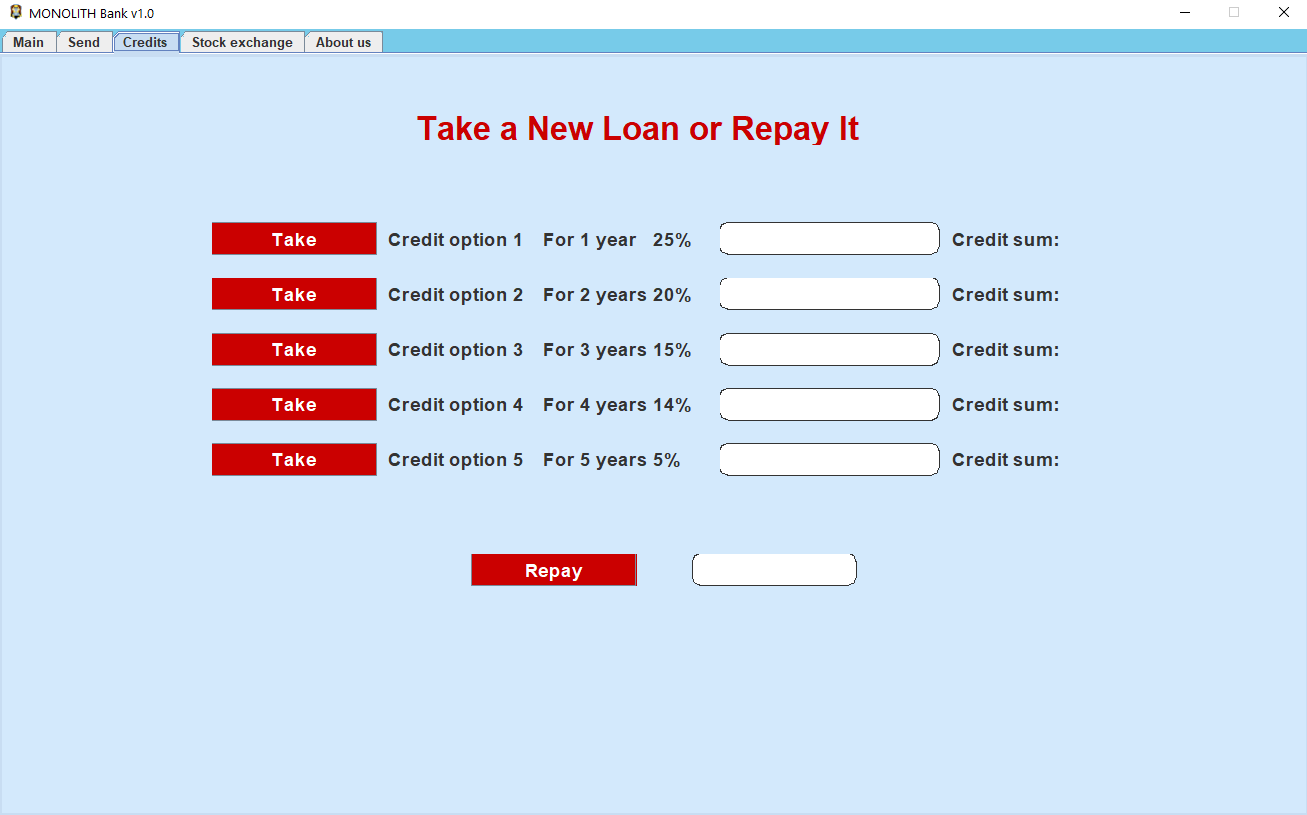 MONOLITH Bank v1.0
Main Send Credits Stock exchange About us
Take a New Loan or Repay It
Take Credit option 1 For 1 year 25% Credit sum:
Take Credit option 2 For 2 years 20% Credit sum:
Take Credit option 3 For 3 years 15% Credit sum:
Take Credit option 4 For 4 years 14% Credit sum:
Take Credit option 5 For 5 years 5% Credit sum:
Repay